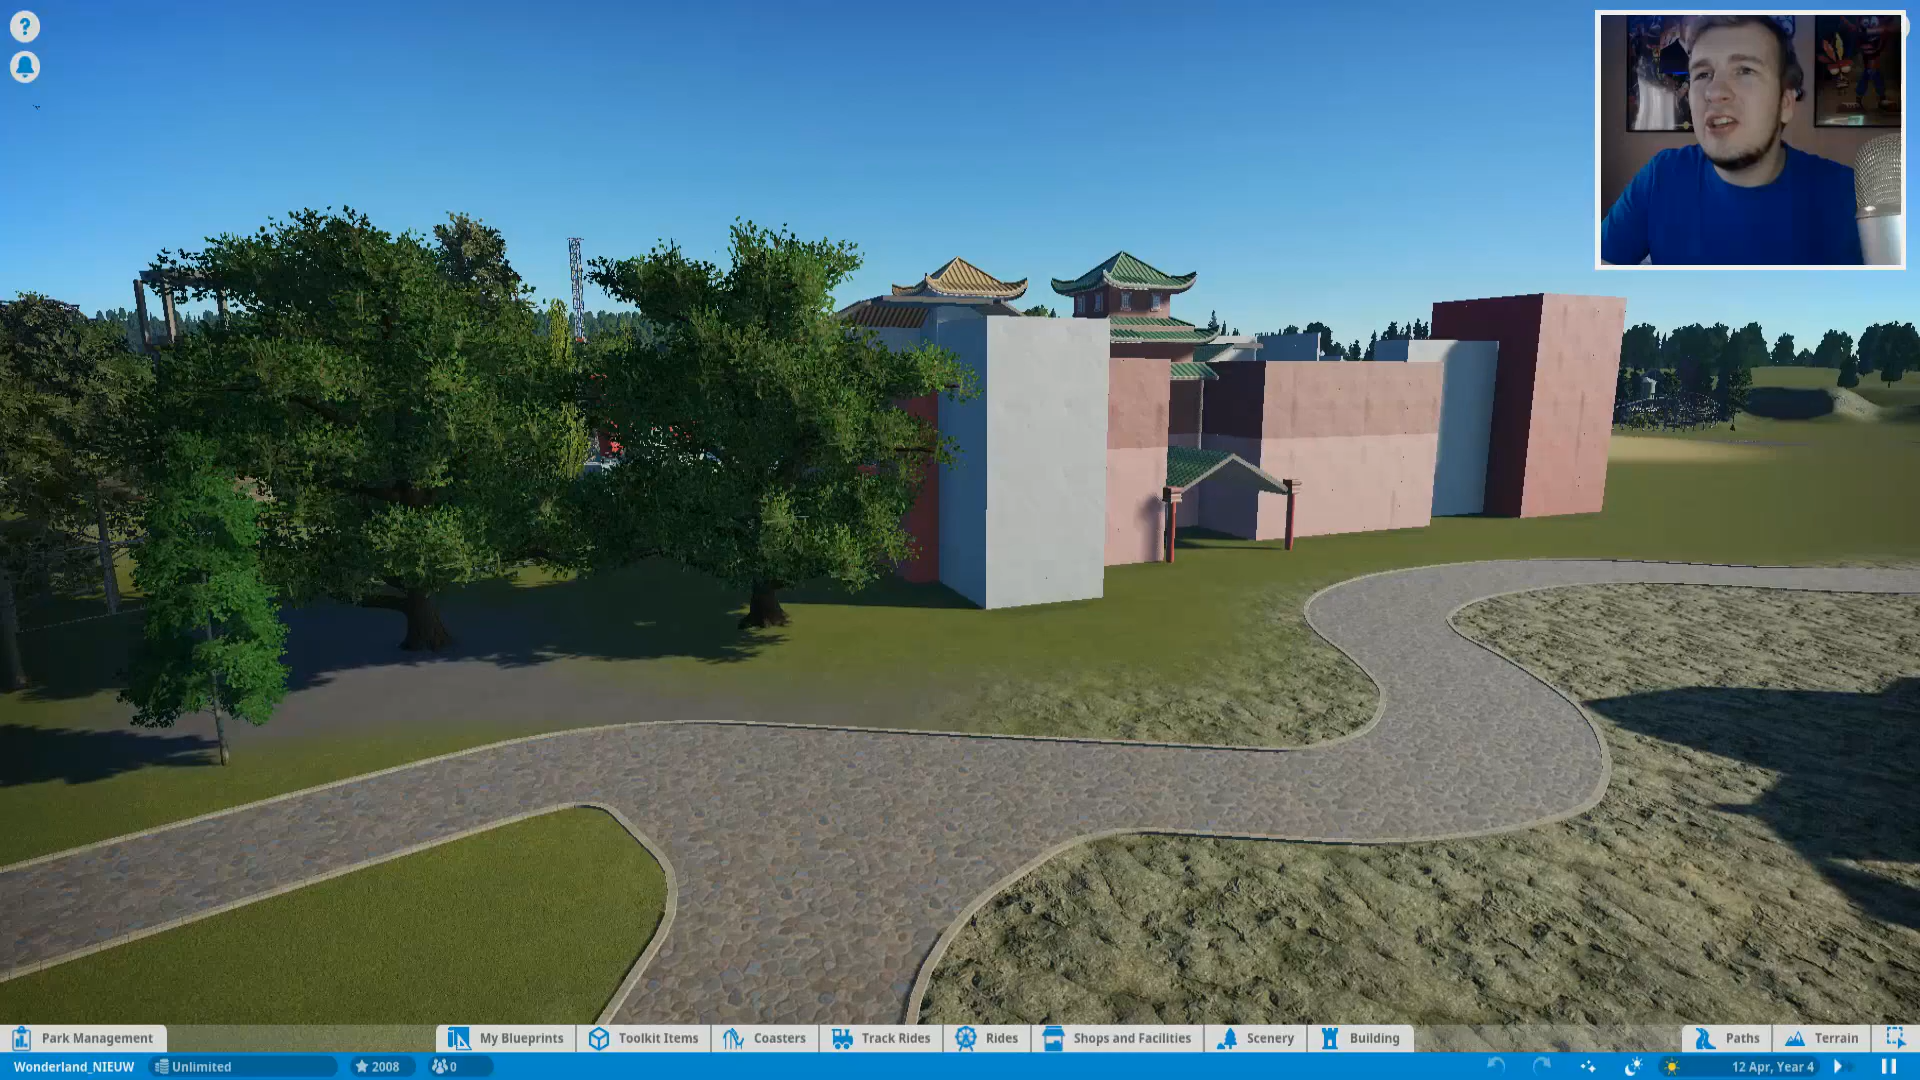 ?
Park Management
My Blueprints
Toolkit Items
Coasters
Track Rides
Rides
Shops and Facilities
Scenery
Building
Paths
Terrain
Wonderland_NIEUW
Unlimited
2008
0
12 Apr, Year 4